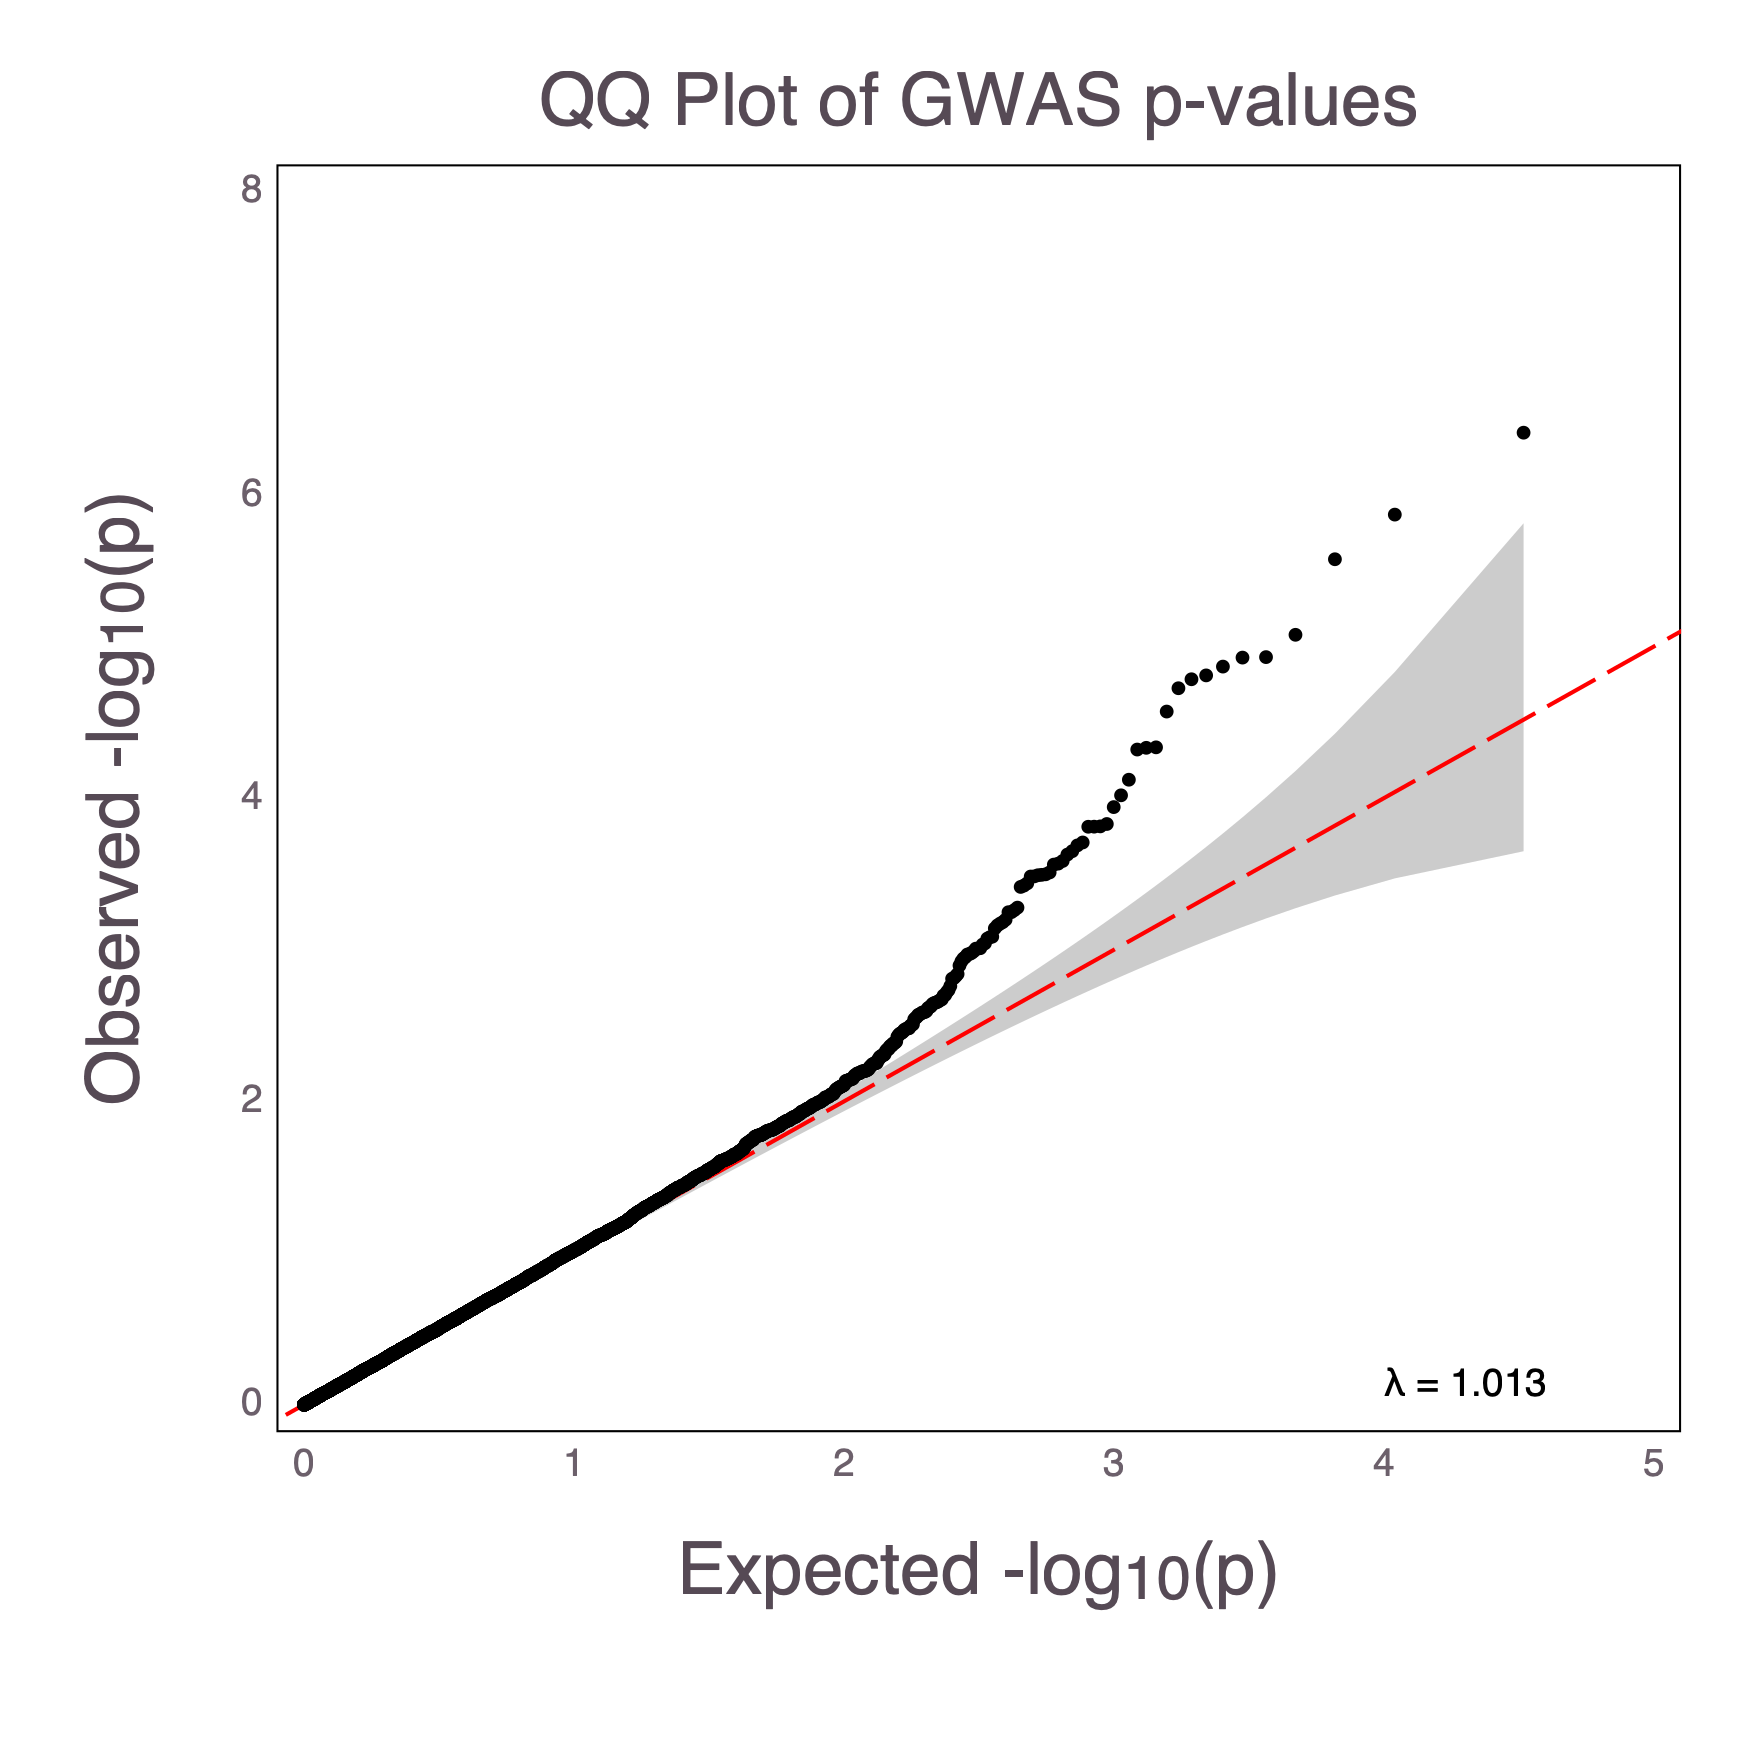 QQ Plot of GWAS p-values
8
6
4
2
0
Observed -log10(p)
λ = 1.013
0 1 2 3 4 5
Expected -log10(p)